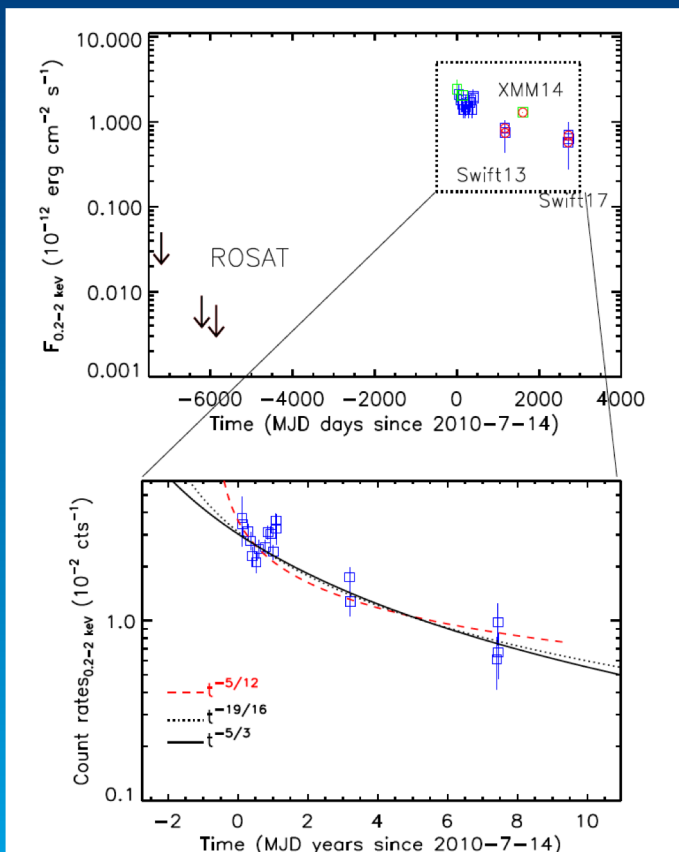 10.000
1.000
0.100
0.010
0.001
F0.2−2 keV (10−12 erg cm−2 s−1)
XMM14
Swift13
Swift17
ROSAT
−6000 −4000 −2000 0 2000 4000
Time (MJD days since 2010−7−14)
Count rates0.2−2 keV (10−2 cts−1)
1.0
0.1
t−5/12
t−19/16
t−5/3
−2 0 2 4 6 8 10
Time (MJD years since 2010−7−14)